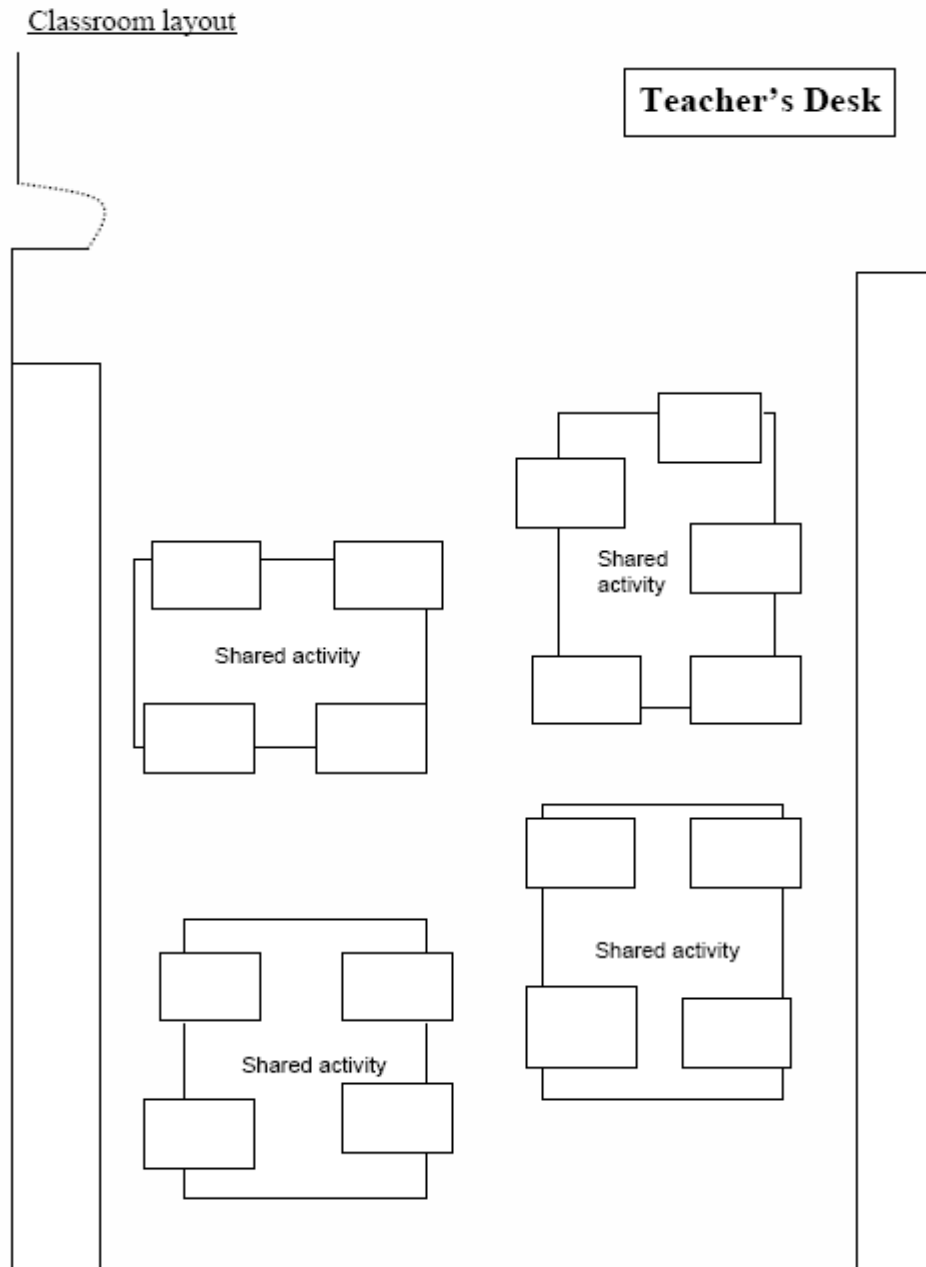 Classroom layout
Teacher's Desk
Shared
activity
Shared activity
Shared activity
Shared activity